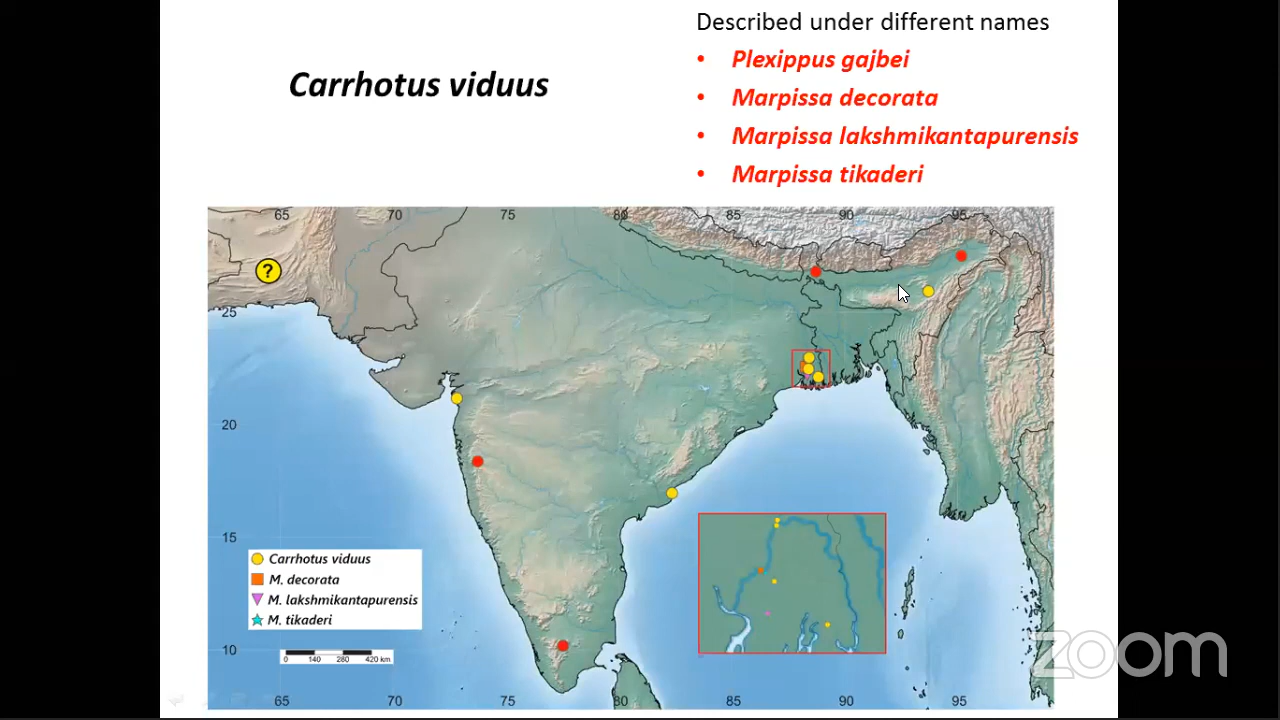 Described under different names
Carrhotus viduus
• Plexippus gajbei
• Marpissa decorata
• Marpissa lakshmikantapurensis
• Marpissa tikaderi
65 70 75 80 85 90 95
?
25
20
15
10
Carrhotus viduus
M. decorata
M. lakshmikantapurensis
M. tikaderi
0 140 280 420 km
65 70 75 80 85 90 95
zoom